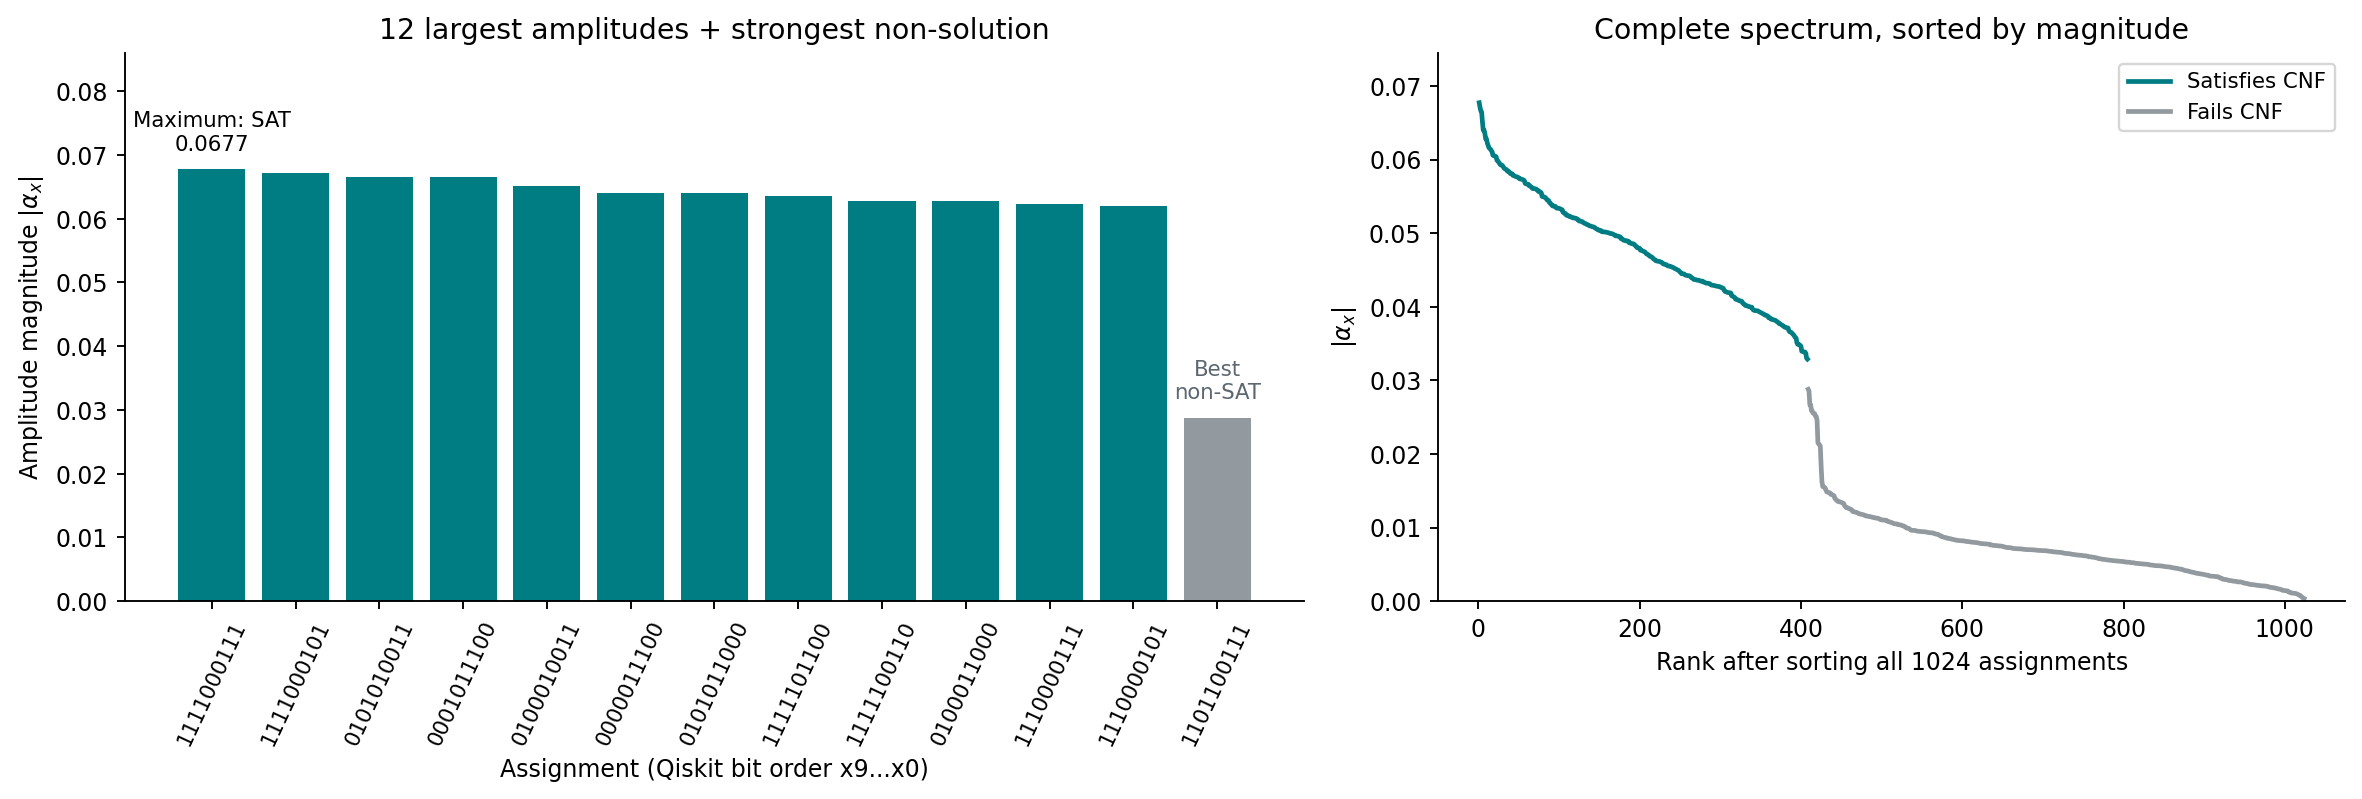 12 largest amplitudes + strongest non-solution
Amplitude magnitude |αx|
0.08
0.07
0.06
0.05
0.04
0.03
0.02
0.01
0.00
Maximum: SAT
0.0677
Best
non-SAT
1111000111
1111000101
0101010011
0001011100
0100010011
0000011100
0101011000
1111101100
1111100110
0100011000
1110000111
1110000101
1101100111
Assignment (Qiskit bit order x9...x0)
Complete spectrum, sorted by magnitude
|αx|
0.07
0.06
0.05
0.04
0.03
0.02
0.01
0.00
Satisfies CNF
Fails CNF
0 200 400 600 800 1000
Rank after sorting all 1024 assignments